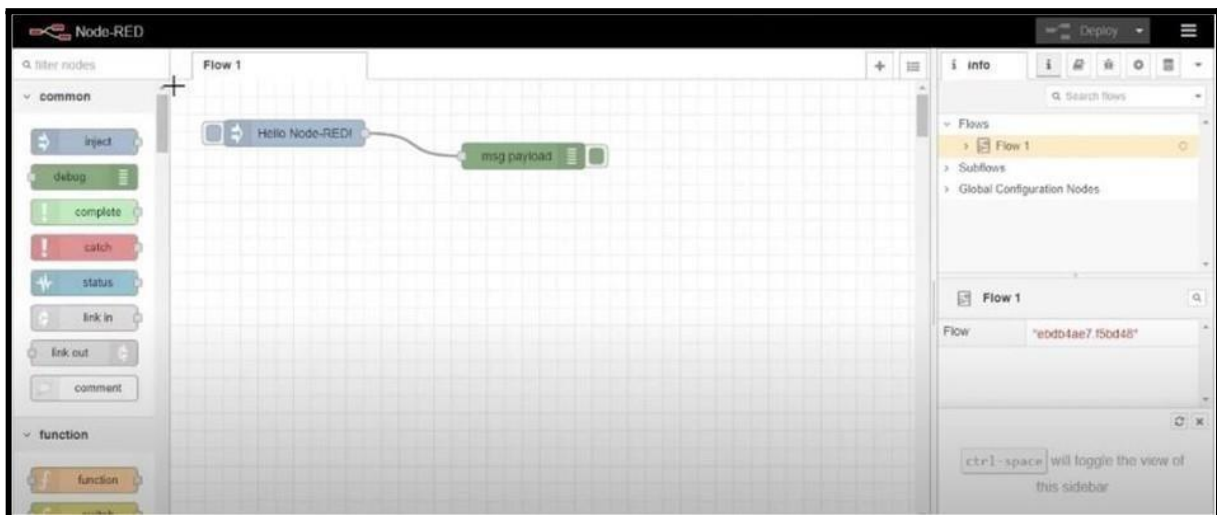 Node-RED
Deploy
filter nodes
Flow 1
i info
Search flows
common
inject
debug
complete
catch
status
link in
link out
comment
function
function
switch
Hello Node-RED!
msg.payload
Flows
Flow 1
Subflows
Global Configuration Nodes
Flow 1
Flow "ebdb4ae7.f5bd48"
ctrl-space will toggle the view of
this sidebar